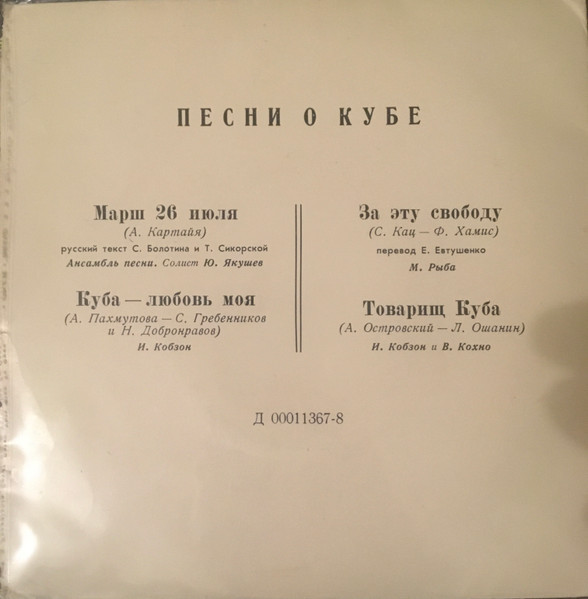 ПЕСНИ О КУБЕ
Марш 26 июля
(А. Картайя)
русский текст С. Болотина и Т. Сикорской
Ансамбль песни. Солист Ю. Якушев
Куба — любовь моя
(А. Пахмутова — С. Гребенников
и Н. Добронравов)
И. Кобзон
За эту свободу
(С. Кац — Ф. Хамис)
перевод Е. Евтушенко
М. Рыба
Товарищ Куба
(А. Островский — Л. Ошанин)
И. Кобзон и В. Кохно
Д 00011367-8